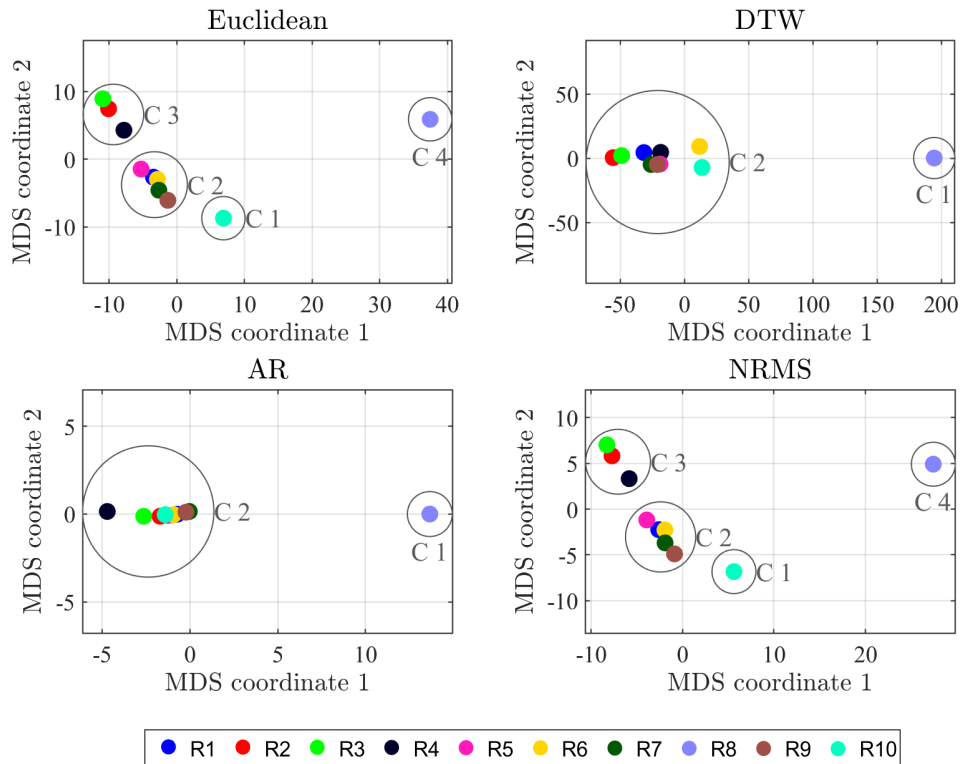 Euclidean
10
0
-10
-10
0
10
20
30
40
MDS coordinate 1
MDS coordinate 2
C 3
C 2
C 1
C 4
DTW
50
0
-50
-50
0
50
100
150
200
MDS coordinate 1
MDS coordinate 2
C 2
C 1
AR
5
0
-5
-5
0
5
10
MDS coordinate 1
MDS coordinate 2
C 2
C 1
NRMS
10
5
0
-5
-10
-10
0
10
20
MDS coordinate 1
MDS coordinate 2
C 3
C 2
C 1
C 4
R1 R2 R3 R4 R5 R6 R7 R8 R9 R10